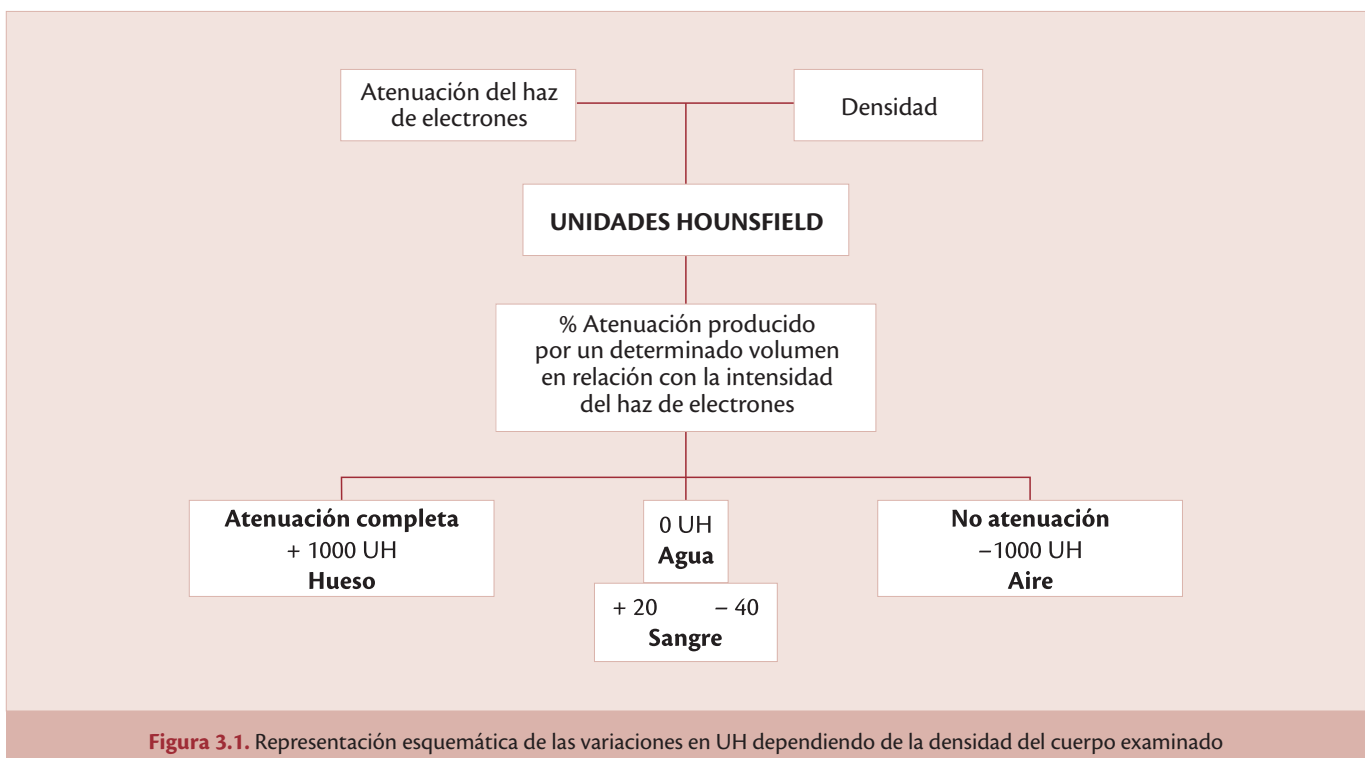 Atenuación del haz
de electrones
Densidad
UNIDADES HOUNSFIELD
% Atenuación producido
por un determinado volumen
en relación con la intensidad
del haz de electrones
Atenuación completa
+ 1000 UH
Hueso
0 UH
Agua
+ 20 – 40
Sangre
No atenuación
–1000 UH
Aire
Figura 3.1. Representación esquemática de las variaciones en UH dependiendo de la densidad del cuerpo examinado